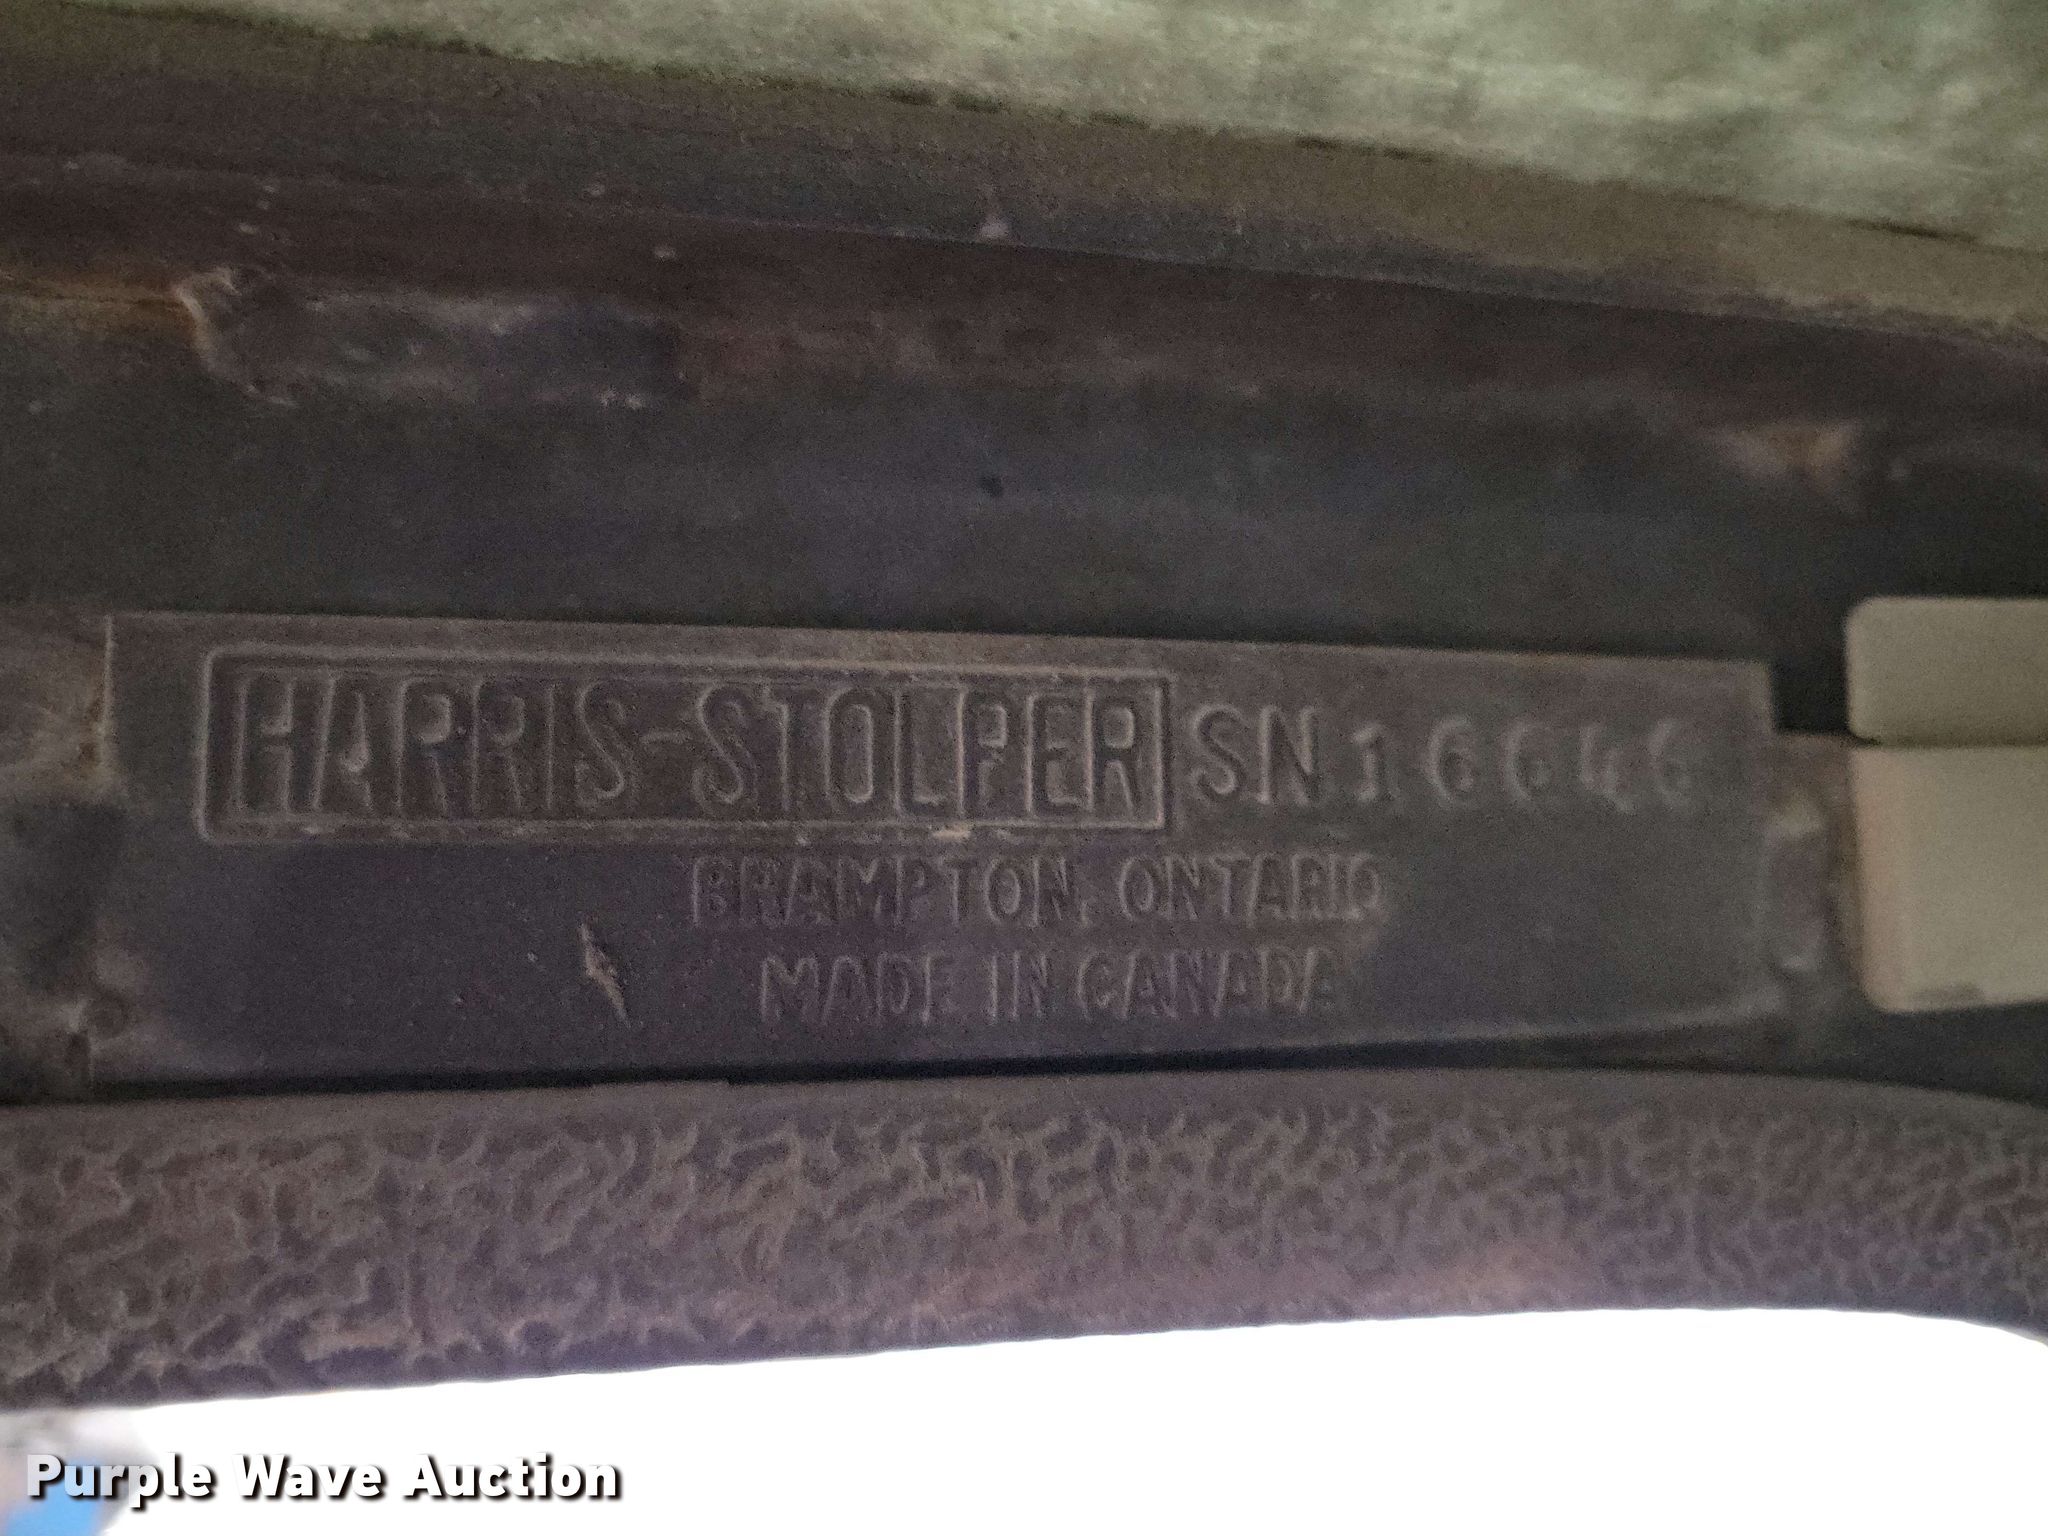 HARRIS-STOLPER SN 16646
BRAMPTON, ONTARIO
MADE IN CANADA
Purple Wave Auction